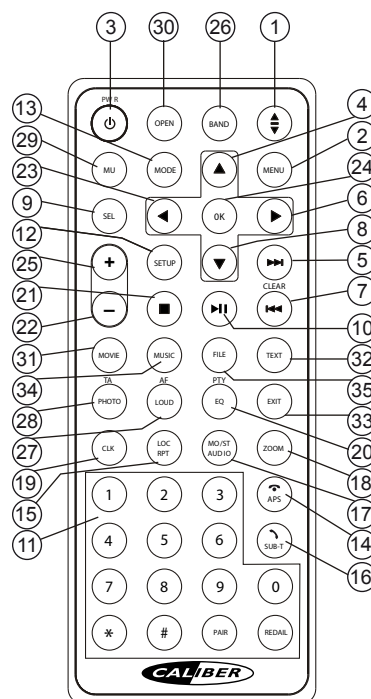 3 30 26 1
PWR
13 OPEN BAND 4
29 MU MODE MENU 2
23 24
9 SEL OK 6
12 8
25 + SETUP 5
21 CLEAR 7
22 −
10
31 MOVIE MUSIC FILE TEXT 32
34 TA AF PTY 35
28 PHOTO LOUD EQ EXIT 33
27 20
19 CLK LOC RPT MO/ST AUDIO ZOOM 18
15 17
11 1 2 3 APS 14
4 5 6 SUB-T 16
7 8 9 0
* # PAIR REDAIL
CALIBER